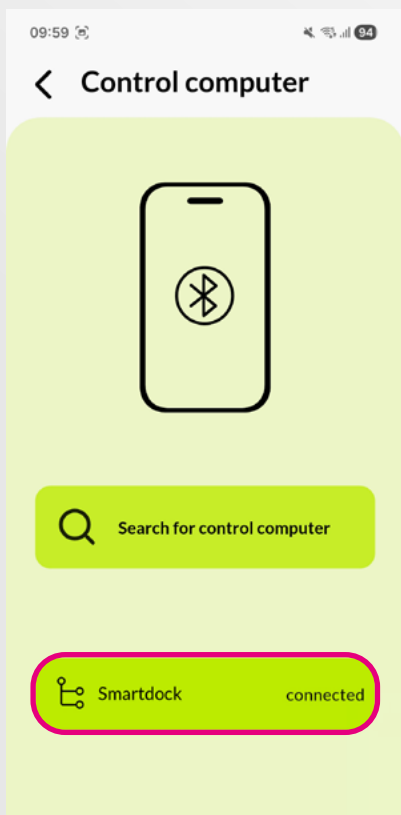 09:59 94
Control computer
Search for control computer
Smartdock connected